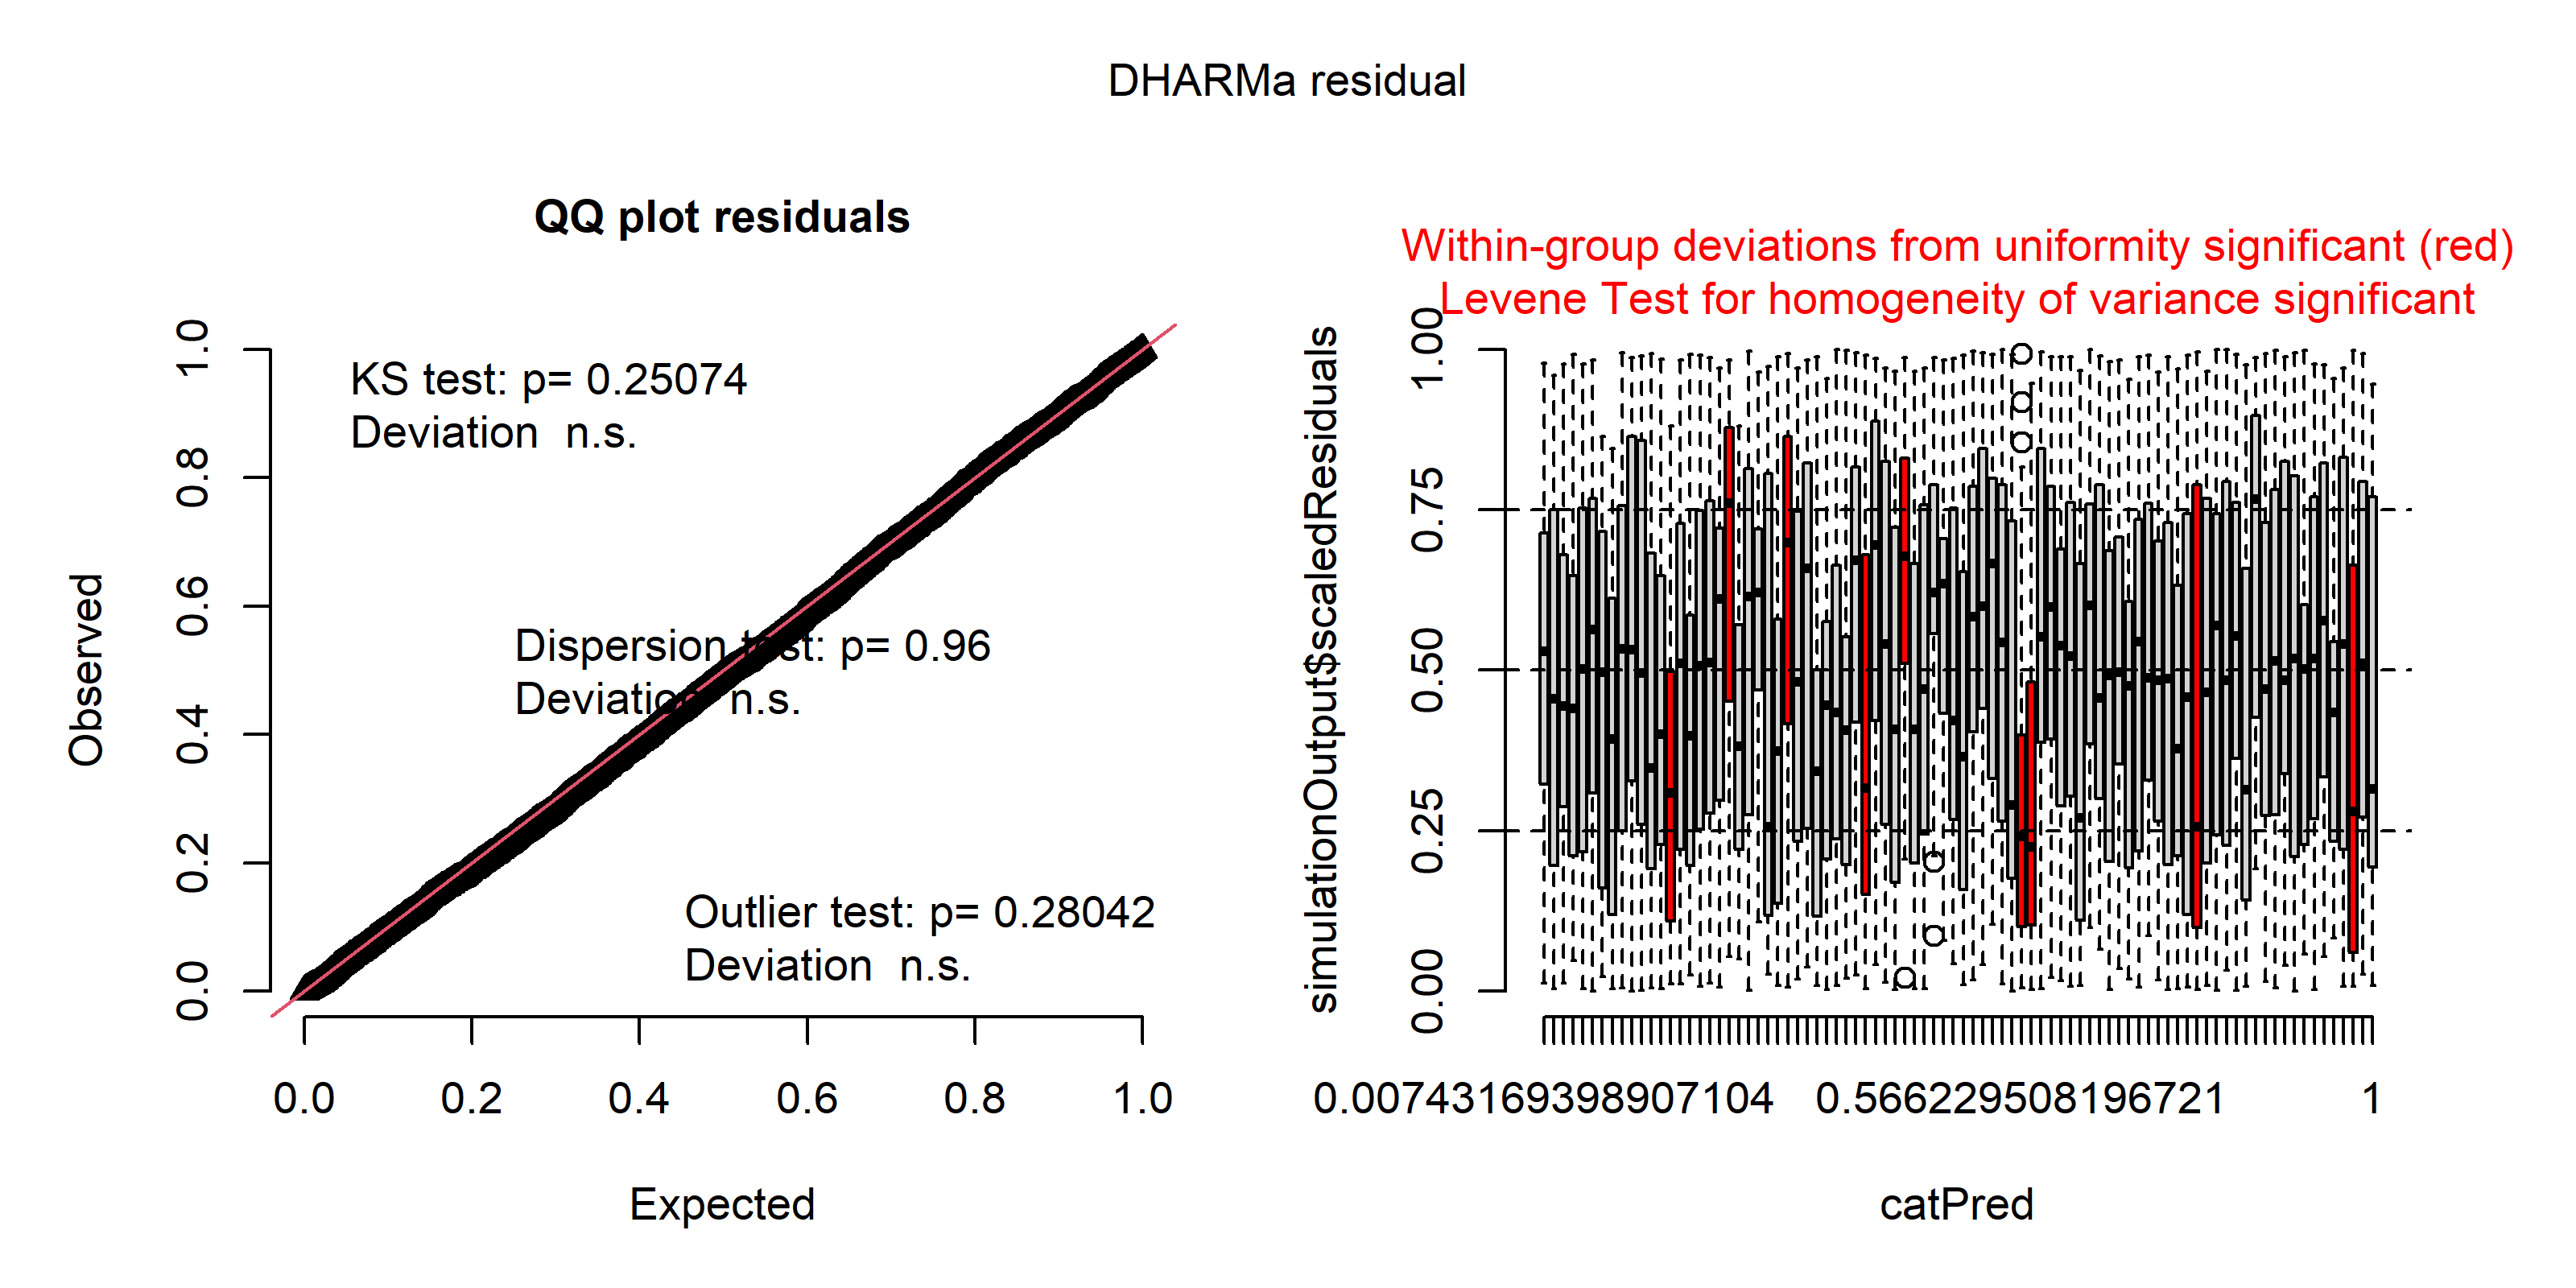 DHARMa residual
QQ plot residuals
KS test: p= 0.25074
Deviation  n.s.
Dispersion test: p= 0.96
Deviation  n.s.
Outlier test: p= 0.28042
Deviation  n.s.
Observed
1.0
0.8
0.6
0.4
0.2
0.0
0.0 0.2 0.4 0.6 0.8 1.0
Expected
Within-group deviations from uniformity significant (red)
Levene Test for homogeneity of variance significant
simulationOutput$scaledResiduals
1.00
0.75
0.50
0.25
0.00
0.00743169398907104 0.566229508196721 1
catPred